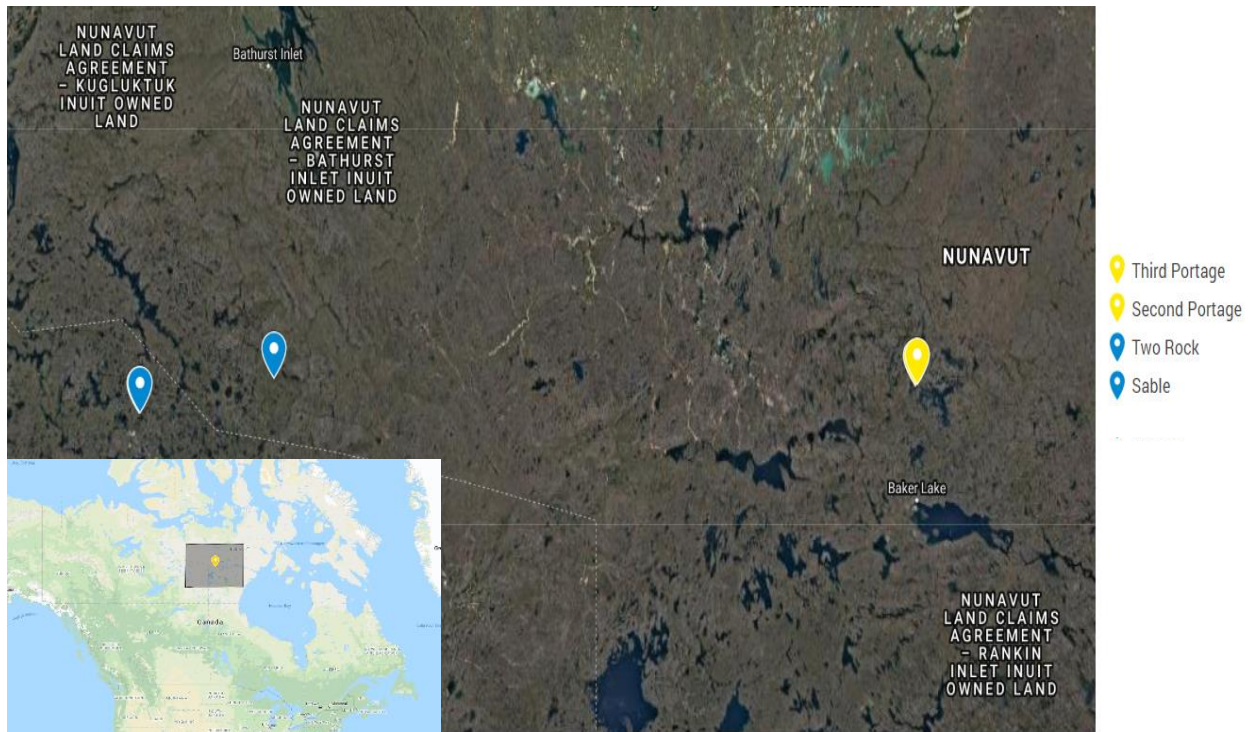 NUNAVUT
LAND CLAIMS
AGREEMENT
– KUGLUKTUK
INUIT OWNED
LAND
Bathurst Inlet
NUNAVUT
LAND CLAIMS
AGREEMENT
– BATHURST
INLET INUIT
OWNED LAND
NUNAVUT
Third Portage
Second Portage
Two Rock
Sable
Baker Lake
NUNAVUT
LAND CLAIMS
AGREEMENT
– RANKIN
INLET INUIT
OWNED LAND
Canada